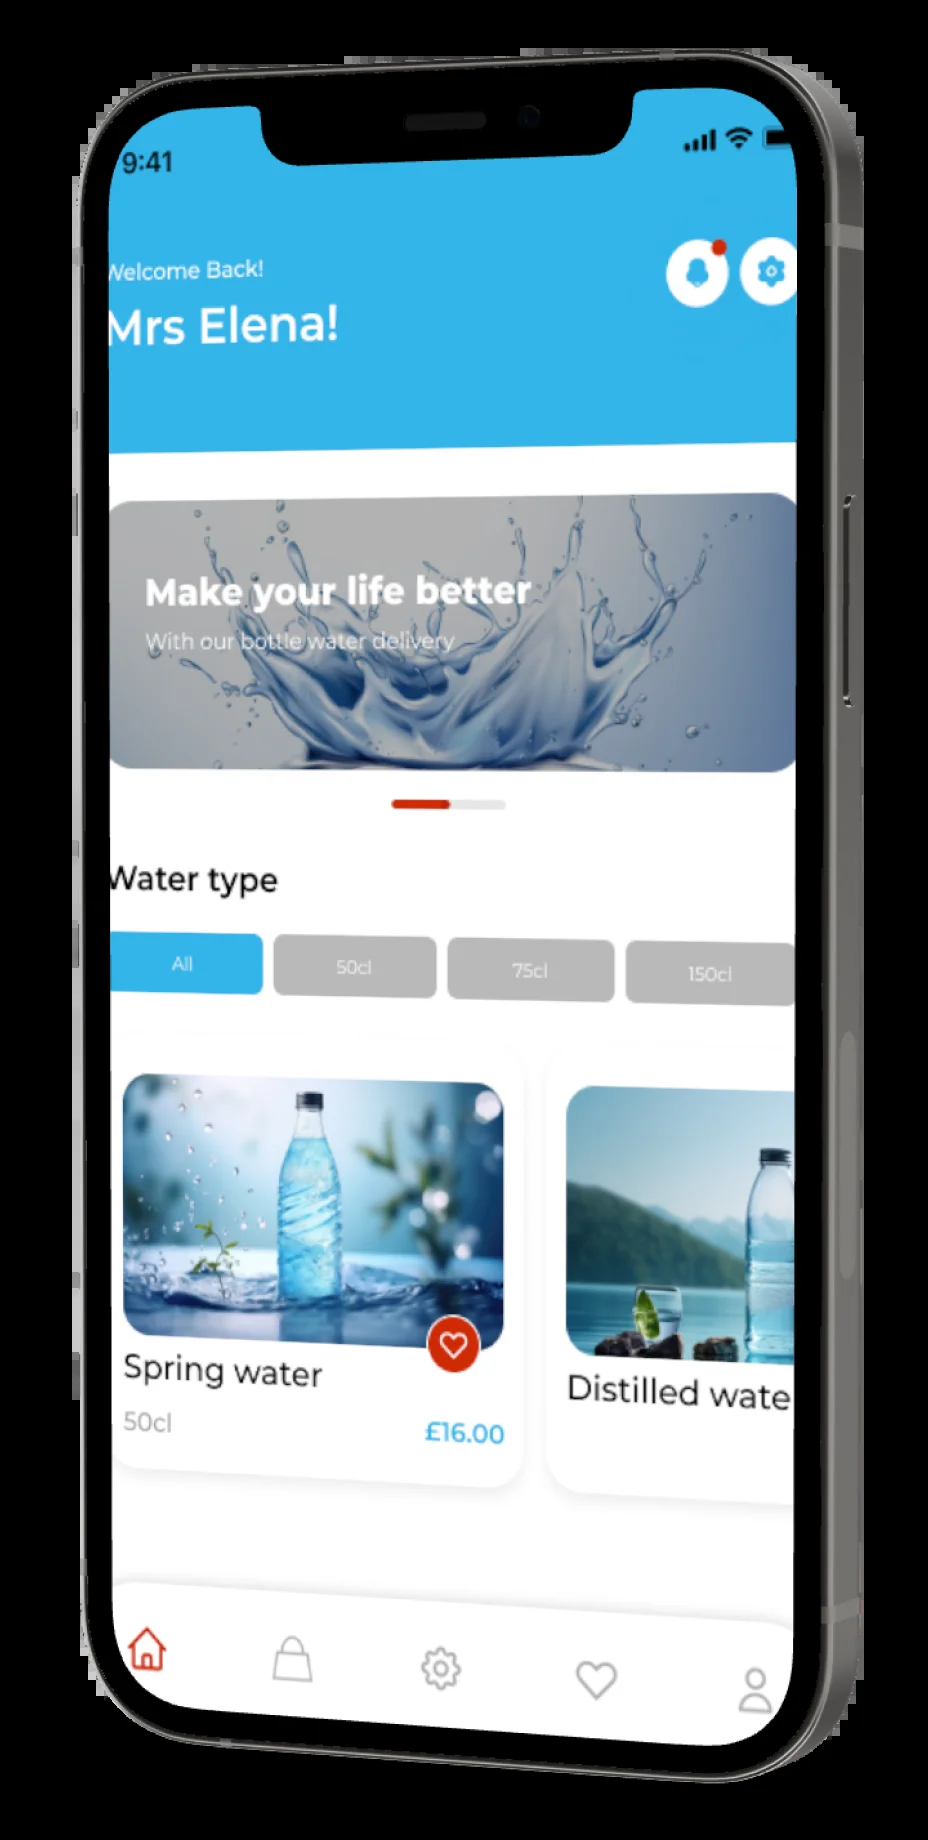 9:41
Welcome Back!
Mrs Elena!
Make your life better
With our bottle water delivery
Water type
All
50cl
75cl
150cl
Spring water
50cl
£16.00
Distilled wate